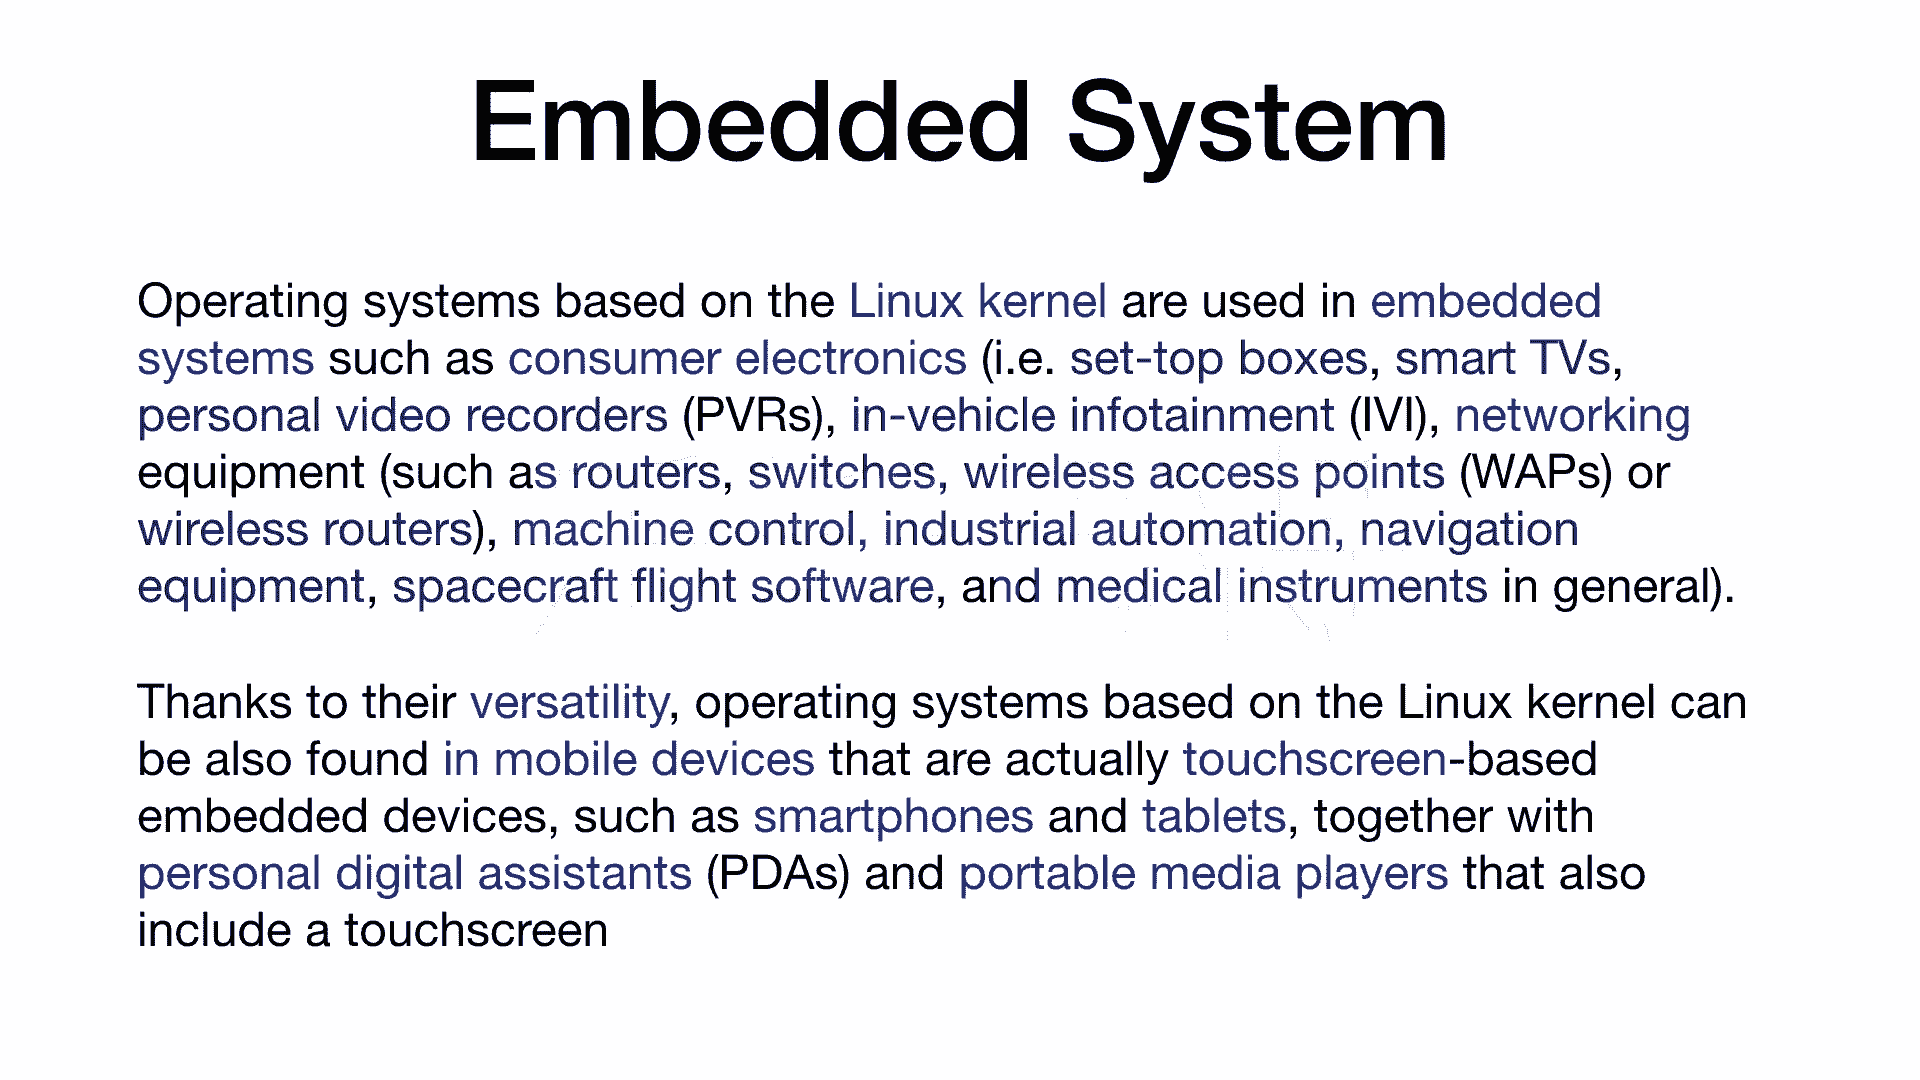 Embedded System
Operating systems based on the Linux kernel are used in embedded
systems such as consumer electronics (i.e. set-top boxes, smart TVs,
personal video recorders (PVRs), in-vehicle infotainment (IVI), networking
equipment (such as routers, switches, wireless access points (WAPs) or
wireless routers), machine control, industrial automation, navigation
equipment, spacecraft flight software, and medical instruments in general).
Thanks to their versatility, operating systems based on the Linux kernel can
be also found in mobile devices that are actually touchscreen-based
embedded devices, such as smartphones and tablets, together with
personal digital assistants (PDAs) and portable media players that also
include a touchscreen